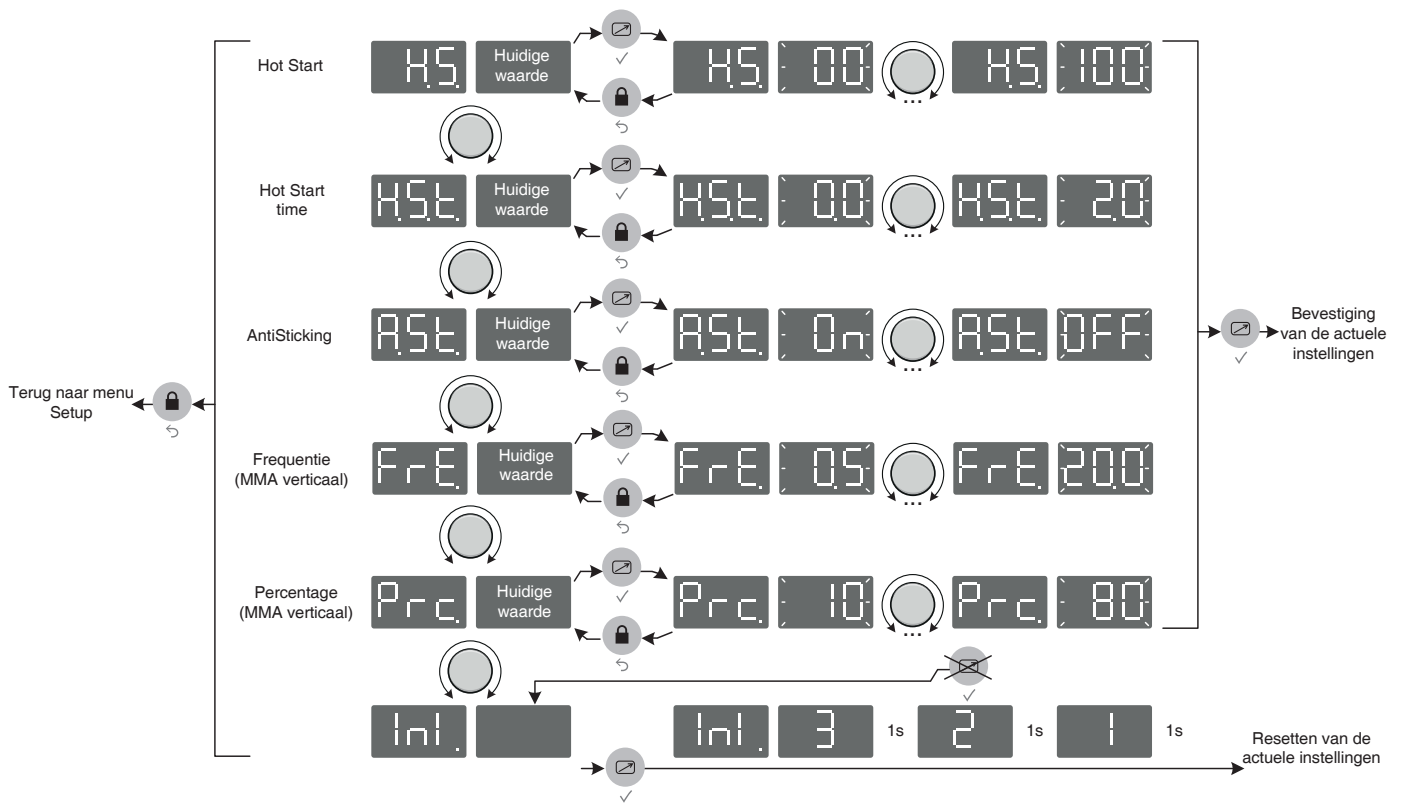 Hot Start
H.S.
Huidige
waarde
H.S.
00
...
H.S.
100
Hot Start
time
H.S.t.
Huidige
waarde
H.S.t.
0.0
...
H.S.t.
2.0
AntiSticking
A.S.t.
Huidige
waarde
A.S.t.
On
...
A.S.t.
OFF
Bevestiging
van de actuele
instellingen
Terug naar menu
Setup
Frequentie
(MMA verticaal)
FrE.
Huidige
waarde
FrE.
0.5
...
FrE.
20.0
Percentage
(MMA verticaal)
Prc.
Huidige
waarde
Prc.
10
...
Prc.
80
InI.
InI.
3
1s
2
1s
1
1s
Resetten van de
actuele instellingen